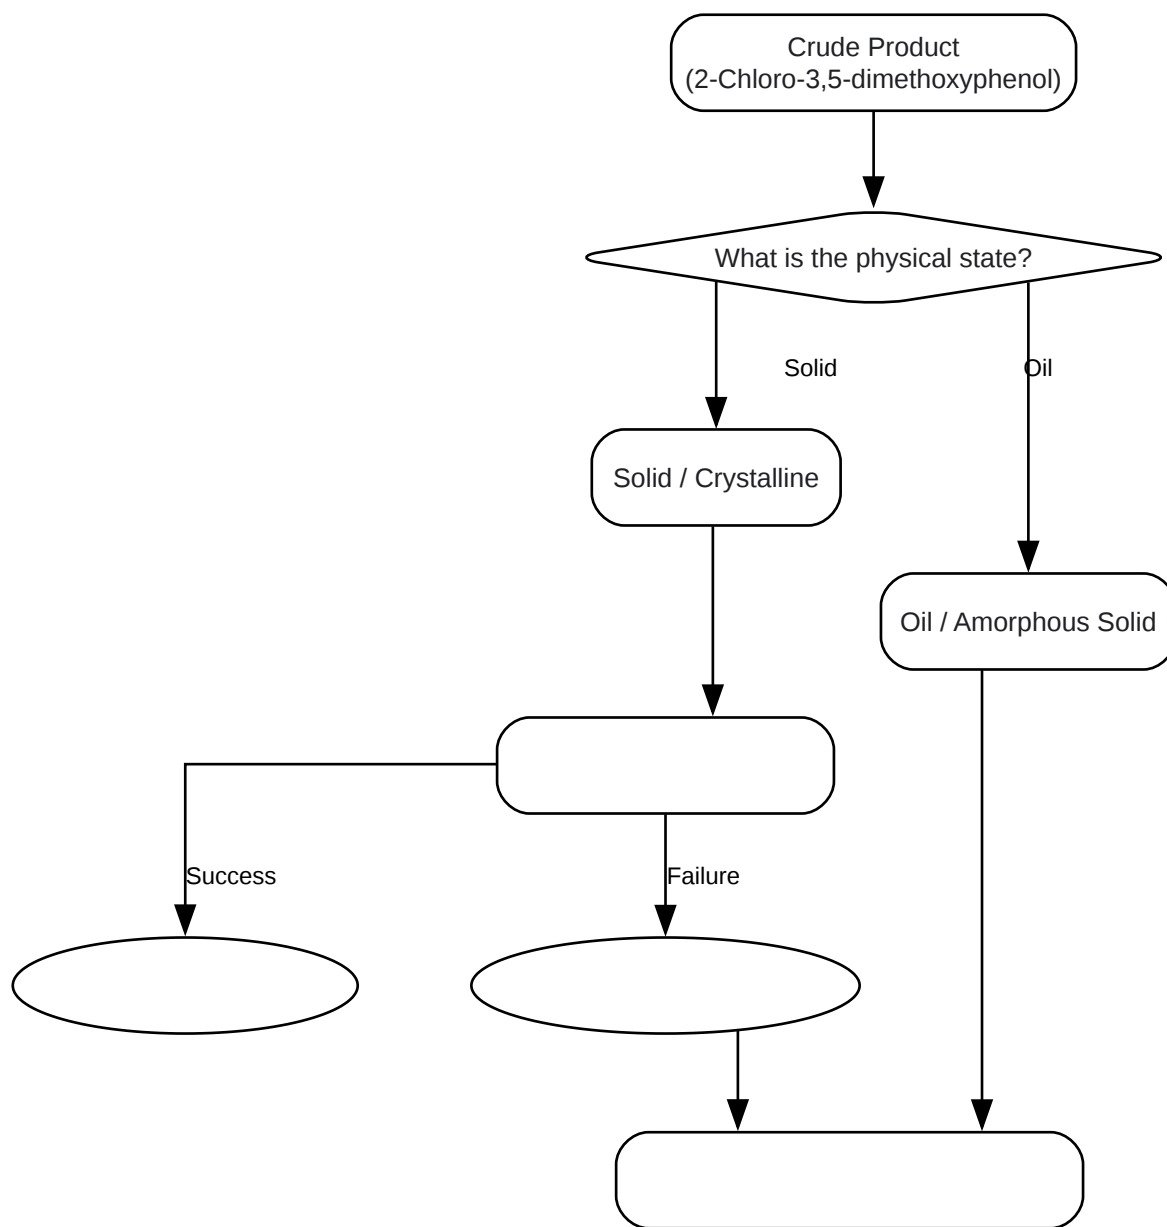 Crude Product
(2-Chloro-3,5-dimethoxyphenol)
What is the physical state?
Solid
Oil
Solid / Crystalline
Oil / Amorphous Solid
Success
Failure